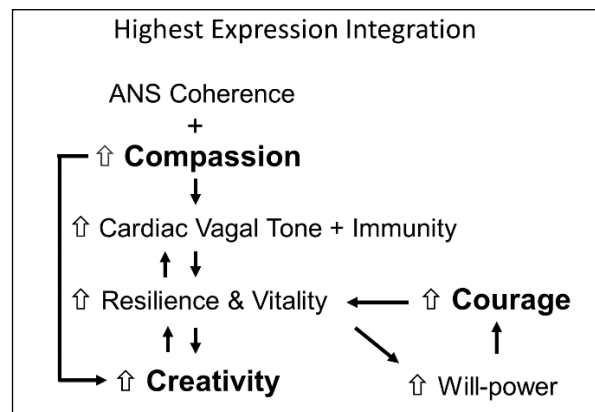 Highest Expression Integration
ANS Coherence
+
⇧ Compassion
⇧ Cardiac Vagal Tone + Immunity
⇧ Resilience & Vitality
⇧ Courage
⇧ Creativity
⇧ Will-power